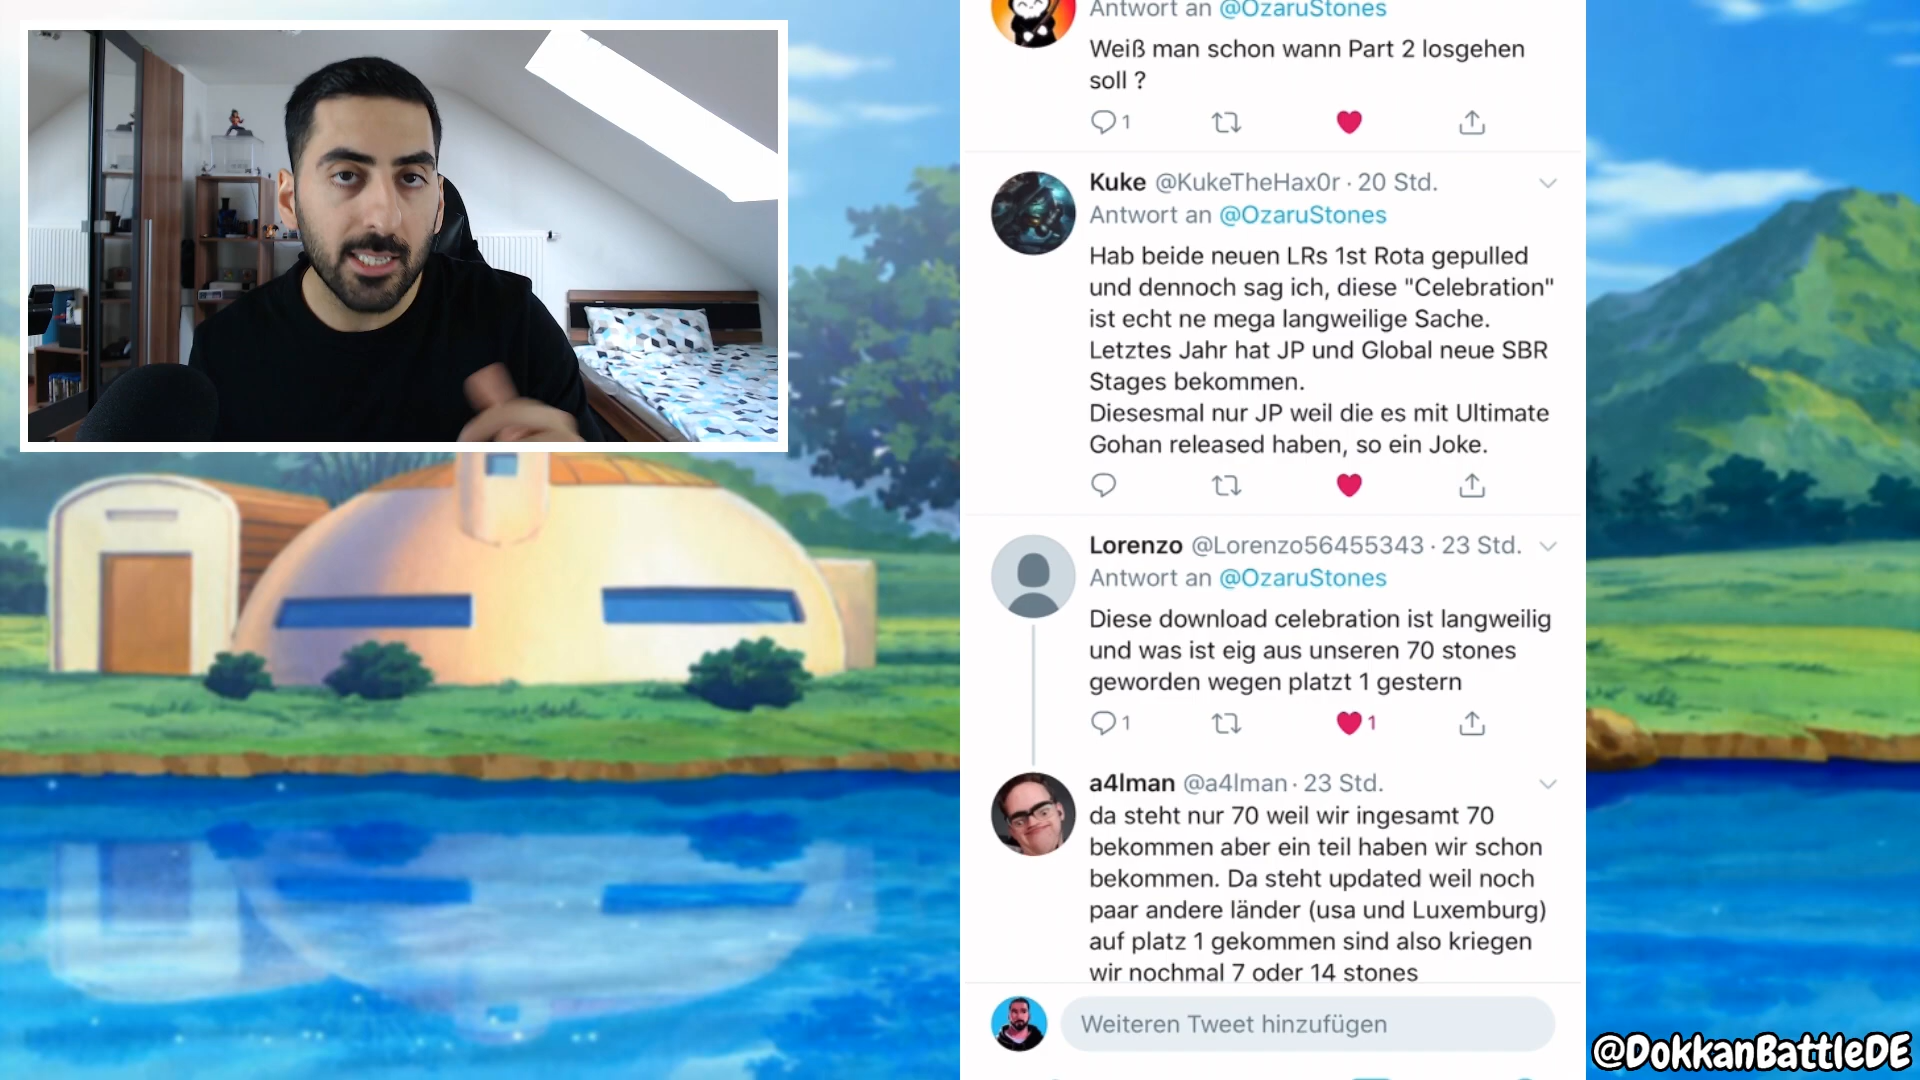 Antwort an @OzaruStones
Weiß man schon wann Part 2 losgehen
soll ?
1
Kuke @KukeTheHax0r · 20 Std.
Antwort an @OzaruStones
Hab beide neuen LRs 1st Rota gepulled
und dennoch sag ich, diese "Celebration"
ist echt ne mega langweilige Sache.
Letztes Jahr hat JP und Global neue SBR
Stages bekommen.
Diesesmal nur JP weil die es mit Ultimate
Gohan released haben, so ein Joke.
Lorenzo @Lorenzo56455343 · 23 Std.
Antwort an @OzaruStones
Diese download celebration ist langweilig
und was ist eig aus unseren 70 stones
geworden wegen platzt 1 gestern
1 1
a4lman @a4lman · 23 Std.
da steht nur 70 weil wir ingesamt 70
bekommen aber ein teil haben wir schon
bekommen. Da steht updated weil noch
paar andere länder (usa und Luxemburg)
auf platz 1 gekommen sind also kriegen
wir nochmal 7 oder 14 stones
Weiteren Tweet hinzufügen
@DokkanBattleDE